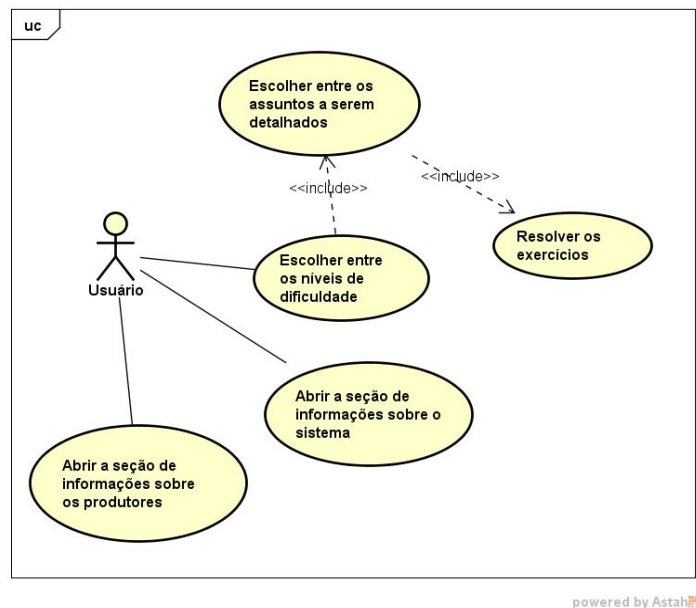 uc
Escolher entre os
assuntos a serem
detalhados
<<include>>
<<include>>
Resolver os
exercícios
Escolher entre
os níveis de
dificuldade
Usuário
Abrir a seção de
informações sobre o
sistema
Abrir a seção de
informações sobre
os produtores
powered by Astah